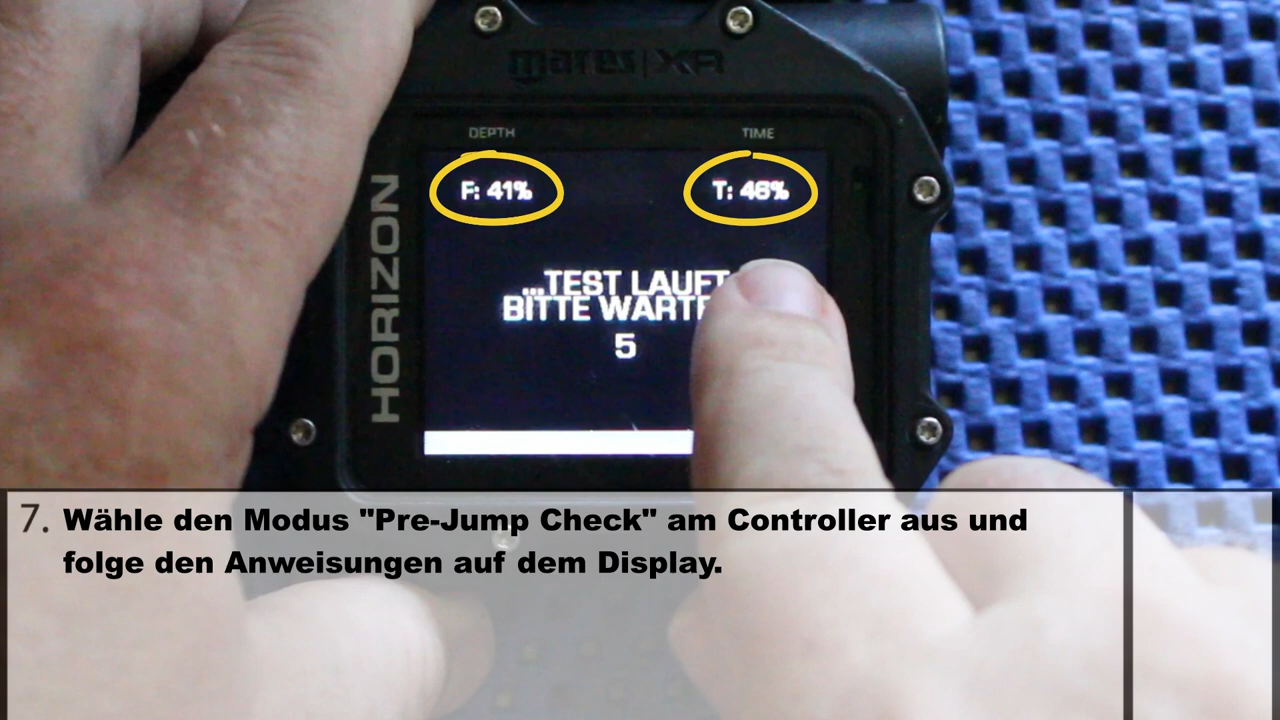 mares|XR
DEPTH TIME
HORIZON
F: 41% T: 46%
...TEST LAUFT
BITTE WARTE
5
7. Wähle den Modus "Pre-Jump Check" am Controller aus und
folge den Anweisungen auf dem Display.